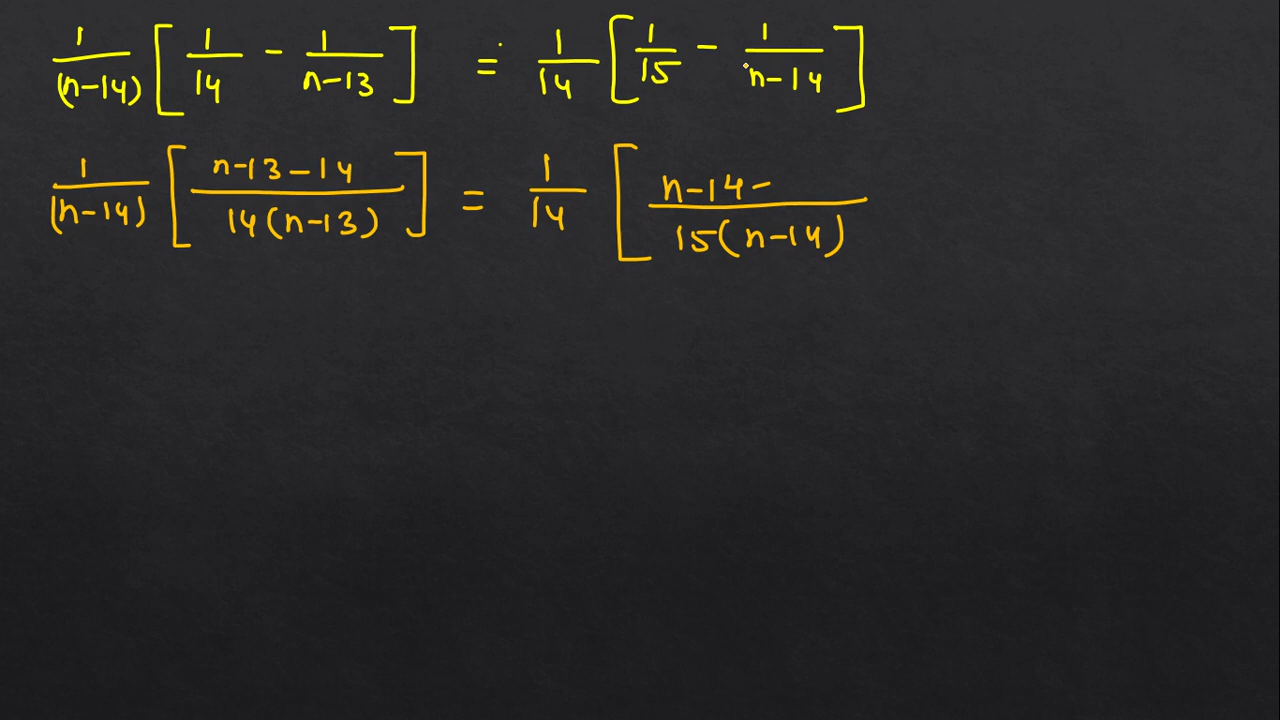 1/(n-14) [ 1/14 - 1/(n-13) ] = 1/14 [ 1/15 - 1/(n-14) ]
1/(n-14) [ (n-13-14)/(14(n-13)) ] = 1/14 [ (n-14-)/(15(n-14))